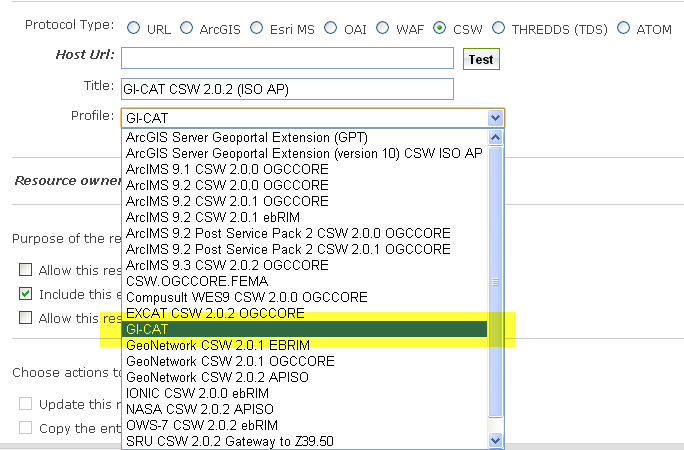 Protocol Type: URL ArcGIS Esri MS OAI WAF CSW THREDDS (TDS) ATOM
Host Url: Test
Title: GI-CAT CSW 2.0.2 (ISO AP)
Profile: GI-CAT
ArcGIS Server Geoportal Extension (GPT)
ArcGIS Server Geoportal Extension (version 10) CSW ISO AP
ArcIMS 9.1 CSW 2.0.0 OGCCORE
ArcIMS 9.2 CSW 2.0.0 OGCCORE
ArcIMS 9.2 CSW 2.0.1 OGCCORE
Resource owner
ArcIMS 9.2 CSW 2.0.1 ebRIM
ArcIMS 9.2 Post Service Pack 2 CSW 2.0.0 OGCCORE
Purpose of the re
ArcIMS 9.2 Post Service Pack 2 CSW 2.0.1 OGCCORE
ArcIMS 9.3 CSW 2.0.2 OGCCORE
Allow this res
CSW.OGCCORE.FEMA
Include this e
Compusult WES9 CSW 2.0.0 OGCCORE
EXCAT CSW 2.0.2 OGCCORE
Allow this res
GI-CAT
GeoNetwork CSW 2.0.1 EBRIM
GeoNetwork CSW 2.0.1 OGCCORE
Choose actions to
GeoNetwork CSW 2.0.2 APISO
IONIC CSW 2.0.0 ebRIM
Update this r
NASA CSW 2.0.2 APISO
OWS-7 CSW 2.0.2 ebRIM
Copy the ent
SRU CSW 2.0.2 Gateway to Z39.50